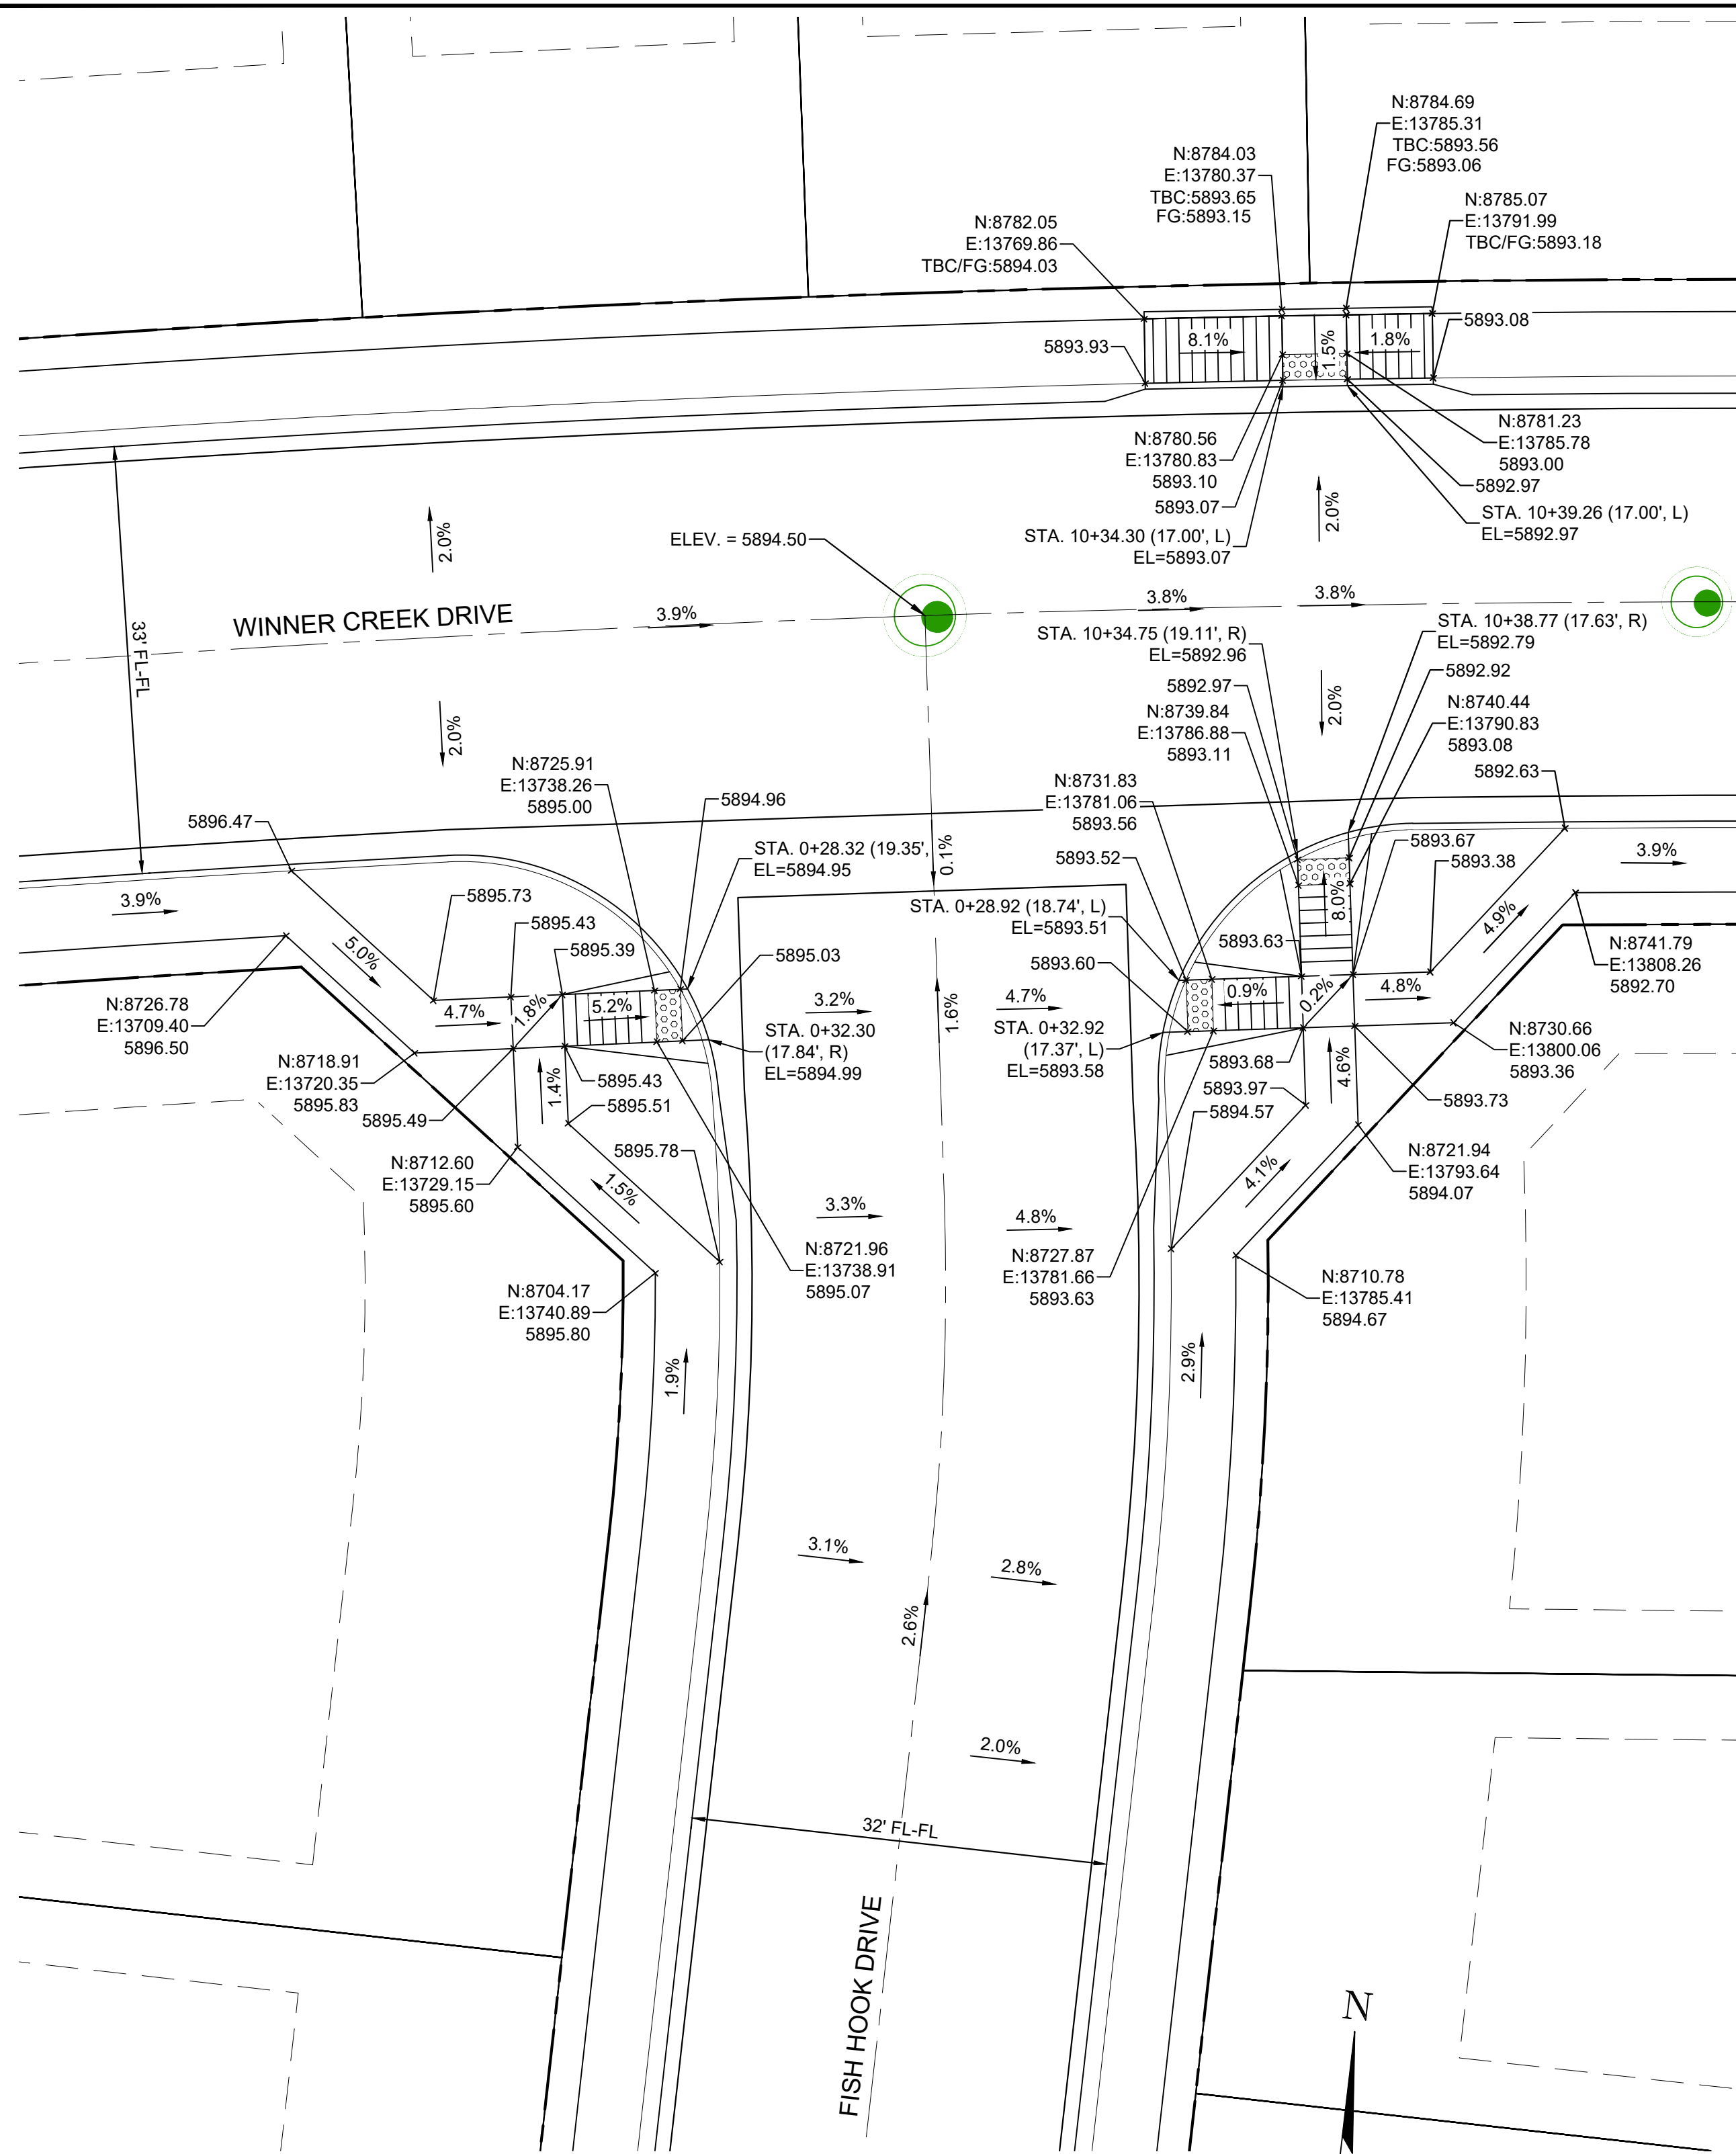 N:8784.69
E:13785.31
TBC:5893.56
FG:5893.06
N:8784.03
E:13780.37
TBC:5893.65
FG:5893.15
N:8785.07
E:13791.99
TBC/FG:5893.18
N:8782.05
E:13769.86
TBC/FG:5894.03
5893.93
8.1%
1.5%
1.8%
5893.08
N:8780.56
E:13780.83
5893.10
5893.07
STA. 10+34.30 (17.00', L)
EL=5893.07
N:8781.23
E:13785.78
5893.00
5892.97
STA. 10+39.26 (17.00', L)
EL=5892.97
2.0%
2.0%
ELEV. = 5894.50
33' FL-FL
WINNER CREEK DRIVE
3.9%
3.8%
3.8%
STA. 10+34.75 (19.11', R)
EL=5892.96
STA. 10+38.77 (17.63', R)
EL=5892.79
5892.97
5892.92
N:8739.84
E:13786.88
5893.11
N:8740.44
E:13790.83
5893.08
2.0%
2.0%
N:8725.91
E:13738.26
5895.00
5894.96
N:8731.83
E:13781.06
5893.56
5892.63
5896.47
STA. 0+28.32 (19.35',
EL=5894.95
0.1%
5893.52
5893.67
5893.38
3.9%
3.9%
5895.73
5895.43
5895.39
STA. 0+28.92 (18.74', L)
EL=5893.51
8.0%
4.9%
5.0%
5895.03
5893.63
5893.60
N:8741.79
E:13808.26
5892.70
N:8726.78
E:13709.40
5896.50
4.7%
1.8%
5.2%
3.2%
1.6%
4.7%
0.9%
0.2%
4.8%
STA. 0+32.30
(17.84', R)
EL=5894.99
STA. 0+32.92
(17.37', L)
EL=5893.58
N:8730.66
E:13800.06
5893.36
N:8718.91
E:13720.35
5895.83
1.4%
5895.43
5895.51
5893.68
5893.97
5894.57
4.6%
5893.73
5895.49
N:8712.60
E:13729.15
5895.60
5895.78
1.5%
4.1%
N:8721.94
E:13793.64
5894.07
3.3%
4.8%
N:8721.96
E:13738.91
5895.07
N:8727.87
E:13781.66
5893.63
N:8704.17
E:13740.89
5895.80
N:8710.78
E:13785.41
5894.67
1.9%
2.9%
3.1%
2.8%
2.6%
2.0%
32' FL-FL
FISH HOOK DRIVE
N